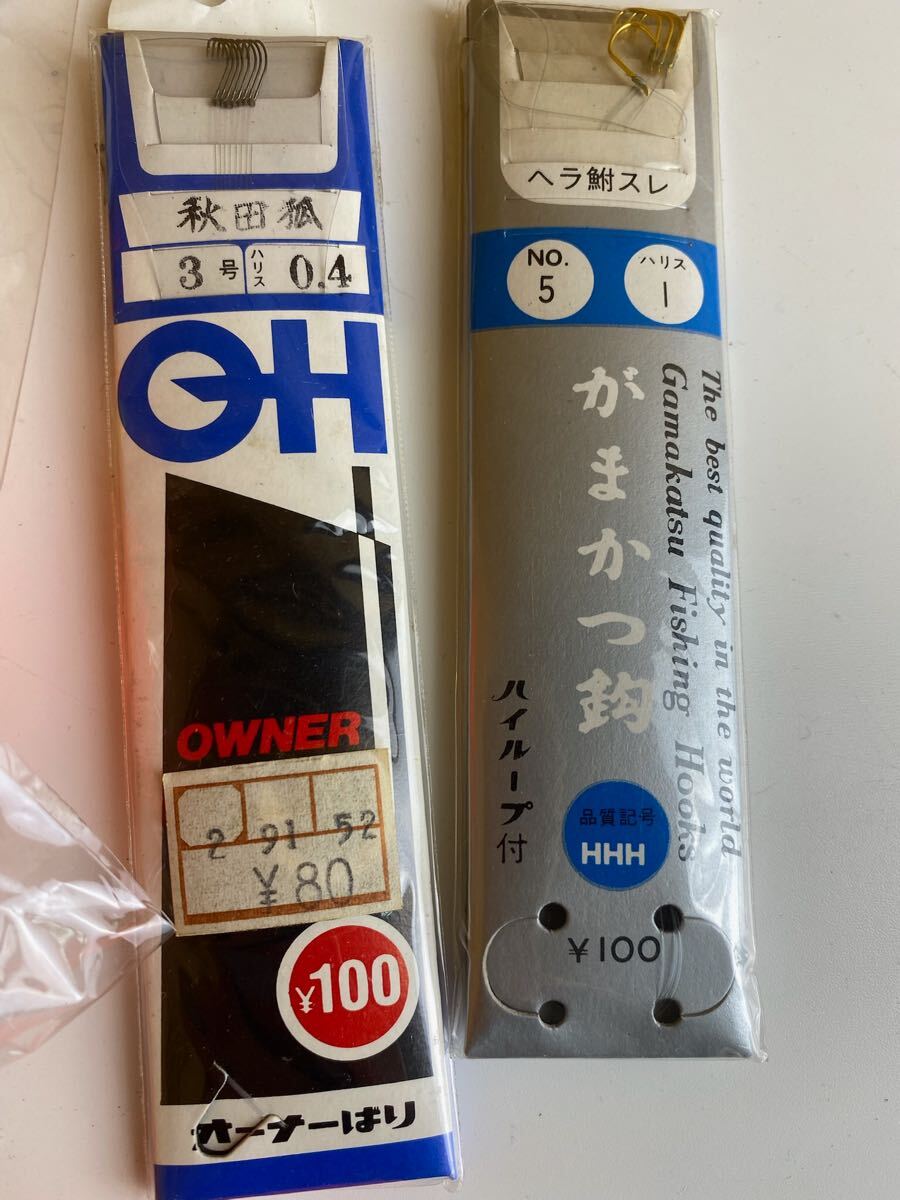 秋田狐
3号 ハリス 0.4
OH
OWNER
2 91 52
¥80
¥100
オーナーばり
ヘラ鮒スレ
NO. 5
ハリス 1
The best quality in the world
Gamakatsu Fishing Hooks
がまかつ鈎
ハイループ付
品質記号
HHH
¥100